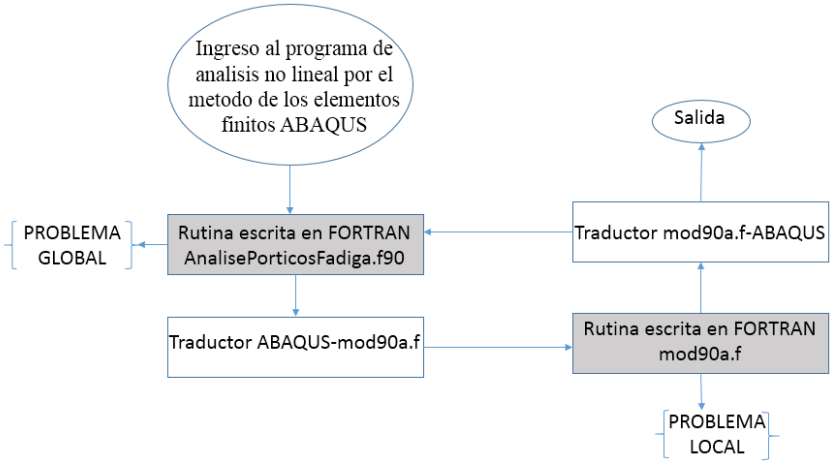 Ingreso al programa de
analisis no lineal por el
metodo de los elementos
finitos ABAQUS
Salida
PROBLEMA
GLOBAL
Rutina escrita en FORTRAN
AnalisePorticosFadiga.f90
Traductor mod90a.f-ABAQUS
Traductor ABAQUS-mod90a.f
Rutina escrita en FORTRAN
mod90a.f
PROBLEMA
LOCAL